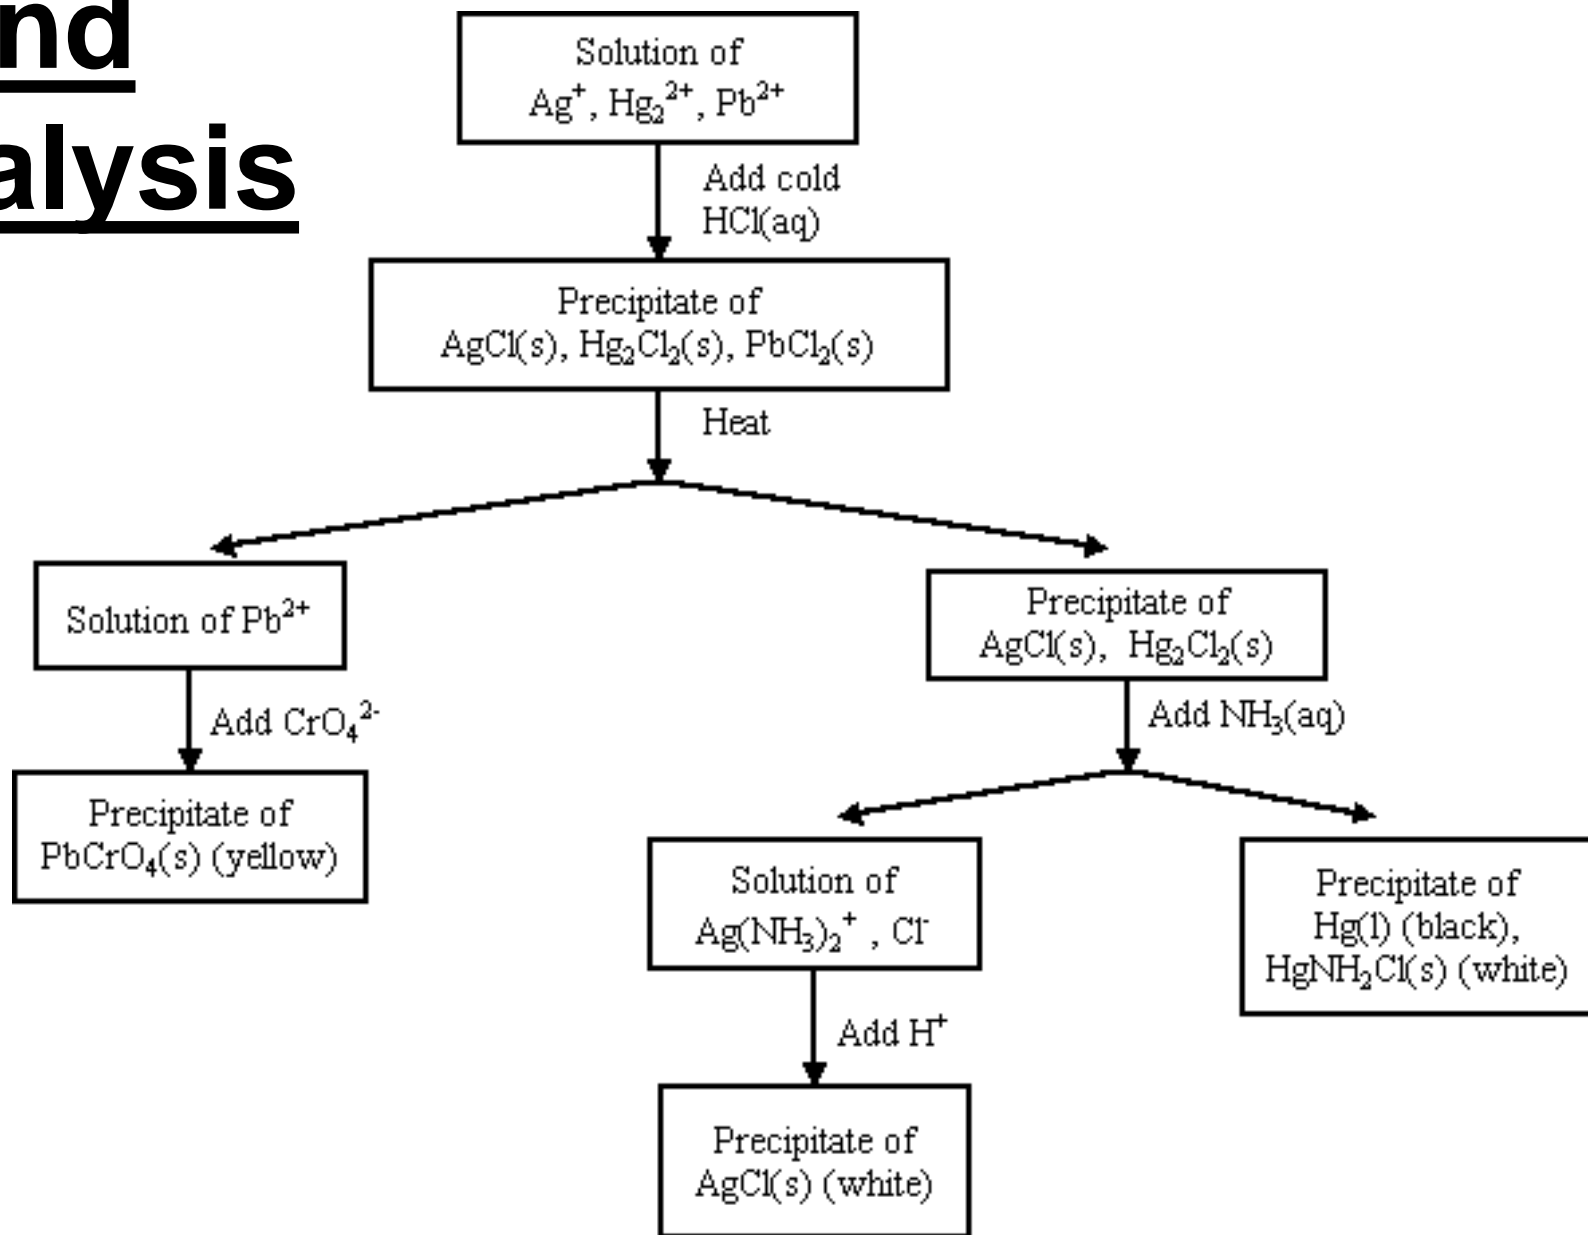 nd
alysis
Solution of
Ag⁺, Hg₂²⁺, Pb²⁺
Add cold
HCl(aq)
Precipitate of
AgCl(s), Hg₂Cl₂(s), PbCl₂(s)
Heat
Solution of Pb²⁺
Precipitate of
AgCl(s), Hg₂Cl₂(s)
Add CrO₄²⁻
Add NH₃(aq)
Precipitate of
PbCrO₄(s) (yellow)
Solution of
Ag(NH₃)₂⁺ , Cl⁻
Precipitate of
Hg(l) (black),
HgNH₂Cl(s) (white)
Add H⁺
Precipitate of
AgCl(s) (white)